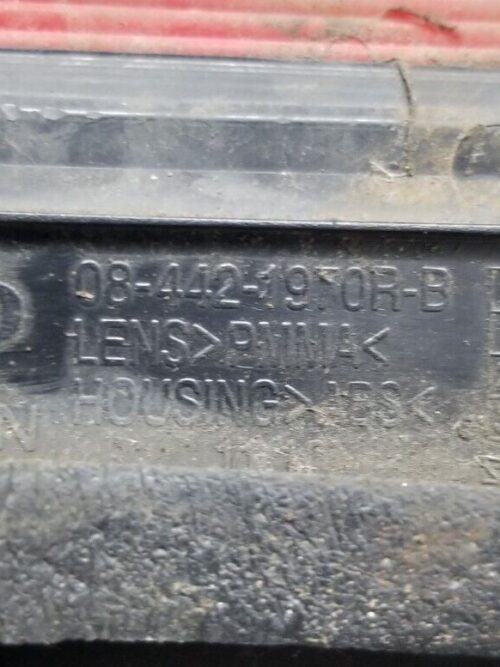 08-442-1970R-B
LENS>PMMA<
HOUSING>ABS<